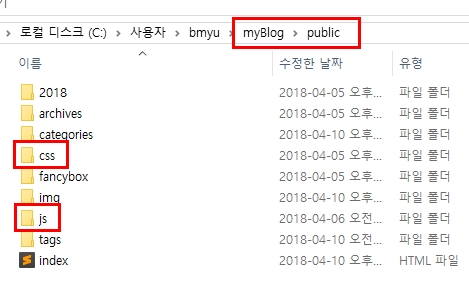 로컬 디스크 (C:) > 사용자 > bmyu > myBlog > public
이름 수정한 날짜 유형
2018 2018-04-05 오후... 파일 폴더
archives 2018-04-05 오후... 파일 폴더
categories 2018-04-10 오후... 파일 폴더
css 2018-04-05 오후... 파일 폴더
fancybox 2018-04-05 오후... 파일 폴더
img 2018-04-10 오후... 파일 폴더
js 2018-04-06 오전... 파일 폴더
tags 2018-04-10 오후... 파일 폴더
index 2018-04-10 오후... HTML 파일